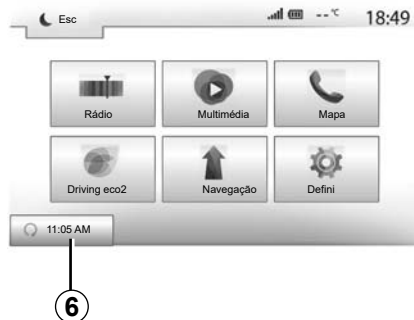 Esc
--°C
18:49
Rádio
Multimédia
Mapa
Driving eco2
Navegação
Defini
11:05 AM
6